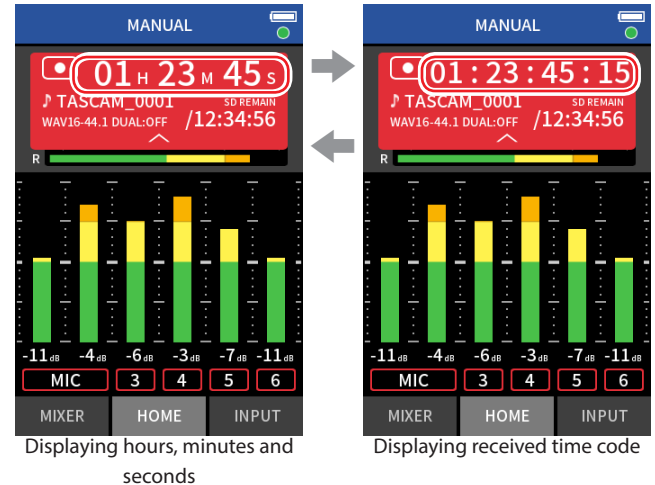 MANUAL
01 H 23 M 45 S
♪ TASCAM_0001 SD REMAIN
WAV16-44.1 DUAL:OFF /12:34:56
R
-11 dB -4 dB -6 dB -3 dB -7 dB -11 dB
MIC 3 4 5 6
MIXER HOME INPUT
Displaying hours, minutes and
seconds
MANUAL
01:23:45:15
♪ TASCAM_0001 SD REMAIN
WAV16-44.1 DUAL:OFF /12:34:56
R
-11 dB -4 dB -6 dB -3 dB -7 dB -11 dB
MIC 3 4 5 6
MIXER HOME INPUT
Displaying received time code